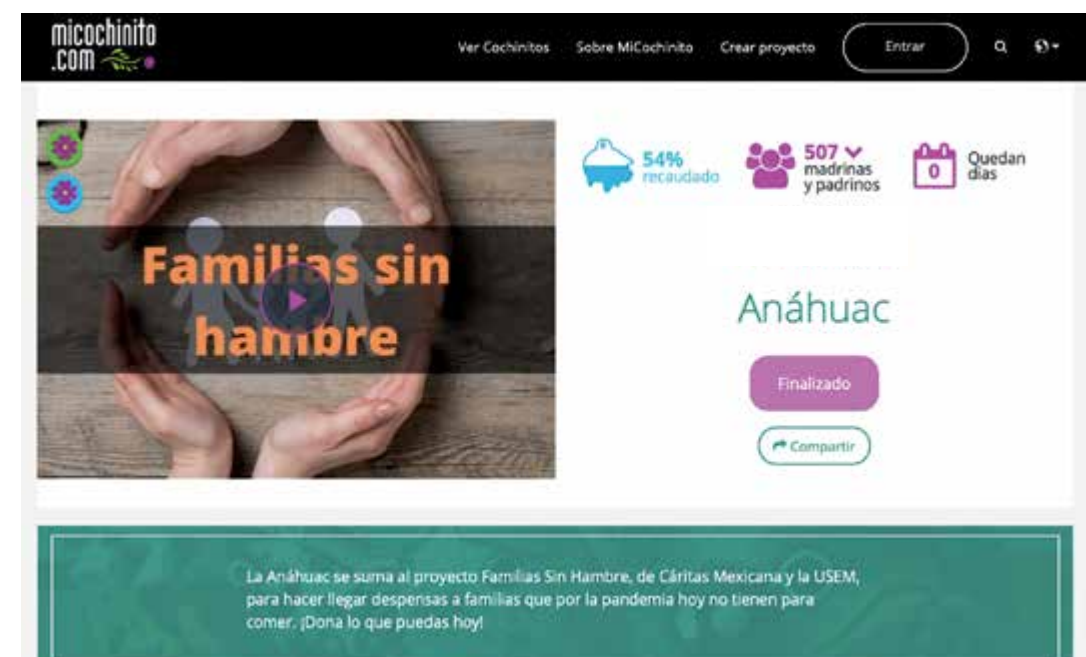 micochinito
.com
Ver Cochinitos Sobre MiCochinito Crear proyecto Entrar
54%
recaudado
507
madrinas
y padrinos
0
Quedan
días
Familias sin
hambre
Anáhuac
Finalizado
Compartir
La Anáhuac se suma al proyecto Familias Sin Hambre, de Cáritas Mexicana y la USEM,
para hacer llegar despensas a familias que por la pandemia hoy no tienen para
comer. ¡Dona lo que puedas hoy!